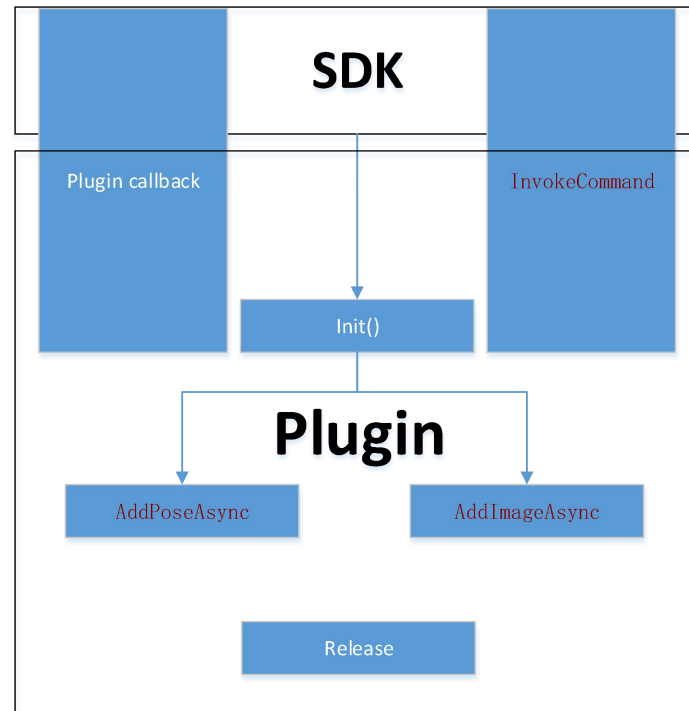 SDK
Plugin callback
InvokeCommand
Init()
Plugin
AddPoseAsync
AddImageAsync
Release